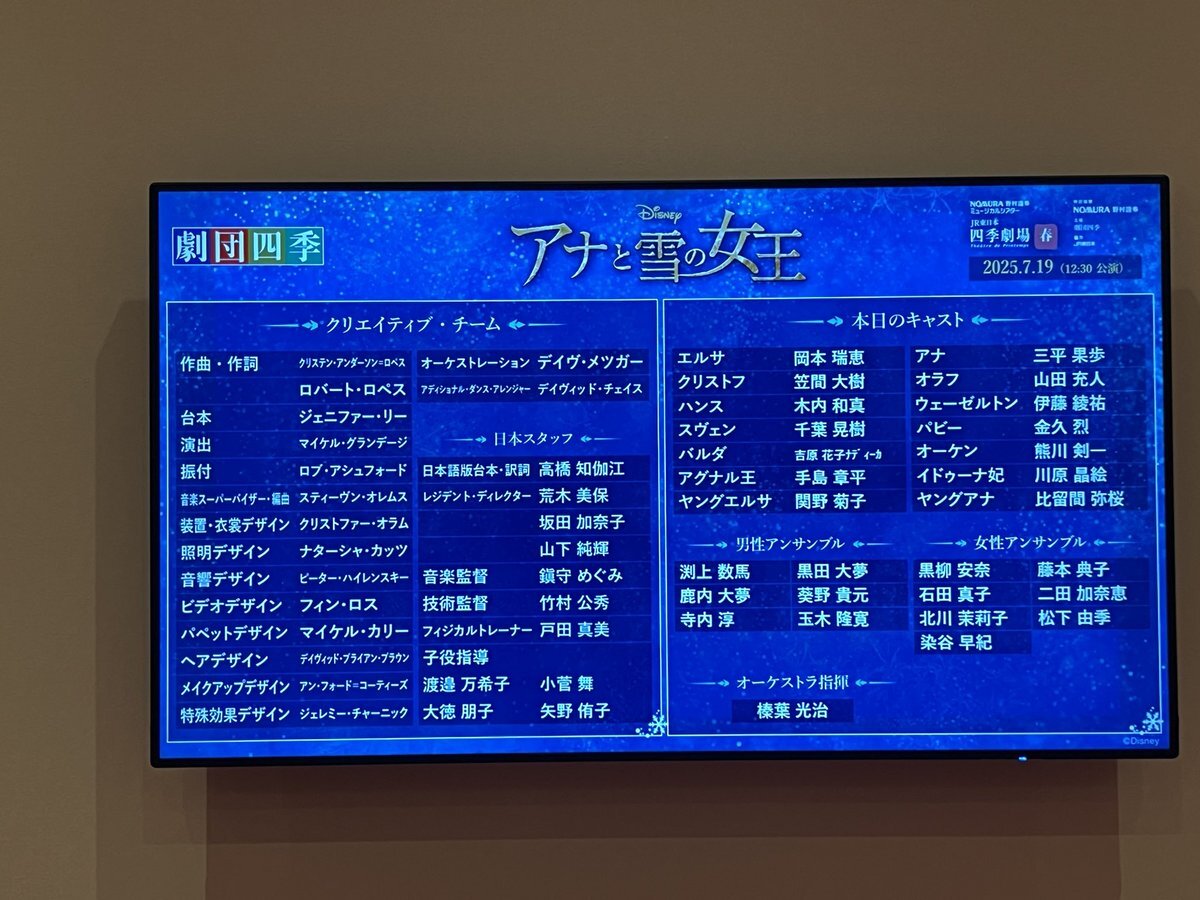 劇団四季
Disney
アナと雪の女王
NOMURA 野村證券
ミュージカルシアター
JR東日本
四季劇場 春
Théâtre du Printemps
NOMURA 野村證券
劇団四季
JR東日本
2025.7.19 (12:30 公演)
クリエイティブ・チーム
作曲・作詞 クリステン・アンダーソン=ロペス
ロバート・ロペス
台本 ジェニファー・リー
演出 マイケル・グランデージ
振付 ロブ・アシュフォード
音楽スーパーバイザー・編曲 スティーヴン・オレムス
装置・衣裳デザイン クリストファー・オラム
照明デザイン ナターシャ・カッツ
音響デザイン ピーター・ハイレンスキー
ビデオデザイン フィン・ロス
パペットデザイン マイケル・カリー
ヘアデザイン デイヴィッド・ブライアン・ブラウン
メイクアップデザイン アン・フォード=コーティーズ
特殊効果デザイン ジェレミー・チャーニック
オーケストレーション デイヴ・メツガー
アディショナル・ダンス・アレンジャー デイヴィッド・チェイス
日本スタッフ
日本語版台本・訳詞 高橋 知伽江
レジデント・ディレクター 荒木 美保
坂田 加奈子
山下 純輝
音楽監督 鎮守 めぐみ
技術監督 竹村 公秀
フィジカルトレーナー 戸田 真美
子役指導
渡邉 万希子 小菅 舞
大徳 朋子 矢野 侑子
本日のキャスト
エルサ 岡本 瑞恵 アナ 三平 果歩
クリストフ 笠間 大樹 オラフ 山田 充人
ハンス 木内 和真 ウェーゼルトン 伊藤 綾祐
スヴェン 千葉 晃樹 パビー 金久 烈
バルダ 吉原 花子ﾅﾃﾞｨｰｶ オーケン 熊川 剣一
アグナル王 手島 章平 イドゥーナ妃 川原 晶絵
ヤングエルサ 関野 菊子 ヤングアナ 比留間 弥桜
男性アンサンブル
渕上 数馬 黒田 大夢
鹿内 大夢 葵野 貴元
寺内 淳 玉木 隆寛
女性アンサンブル
黒柳 安奈 藤本 典子
石田 真子 二田 加奈恵
北川 茉莉子 松下 由季
染谷 早紀
オーケストラ指揮
榛葉 光治
©Disney